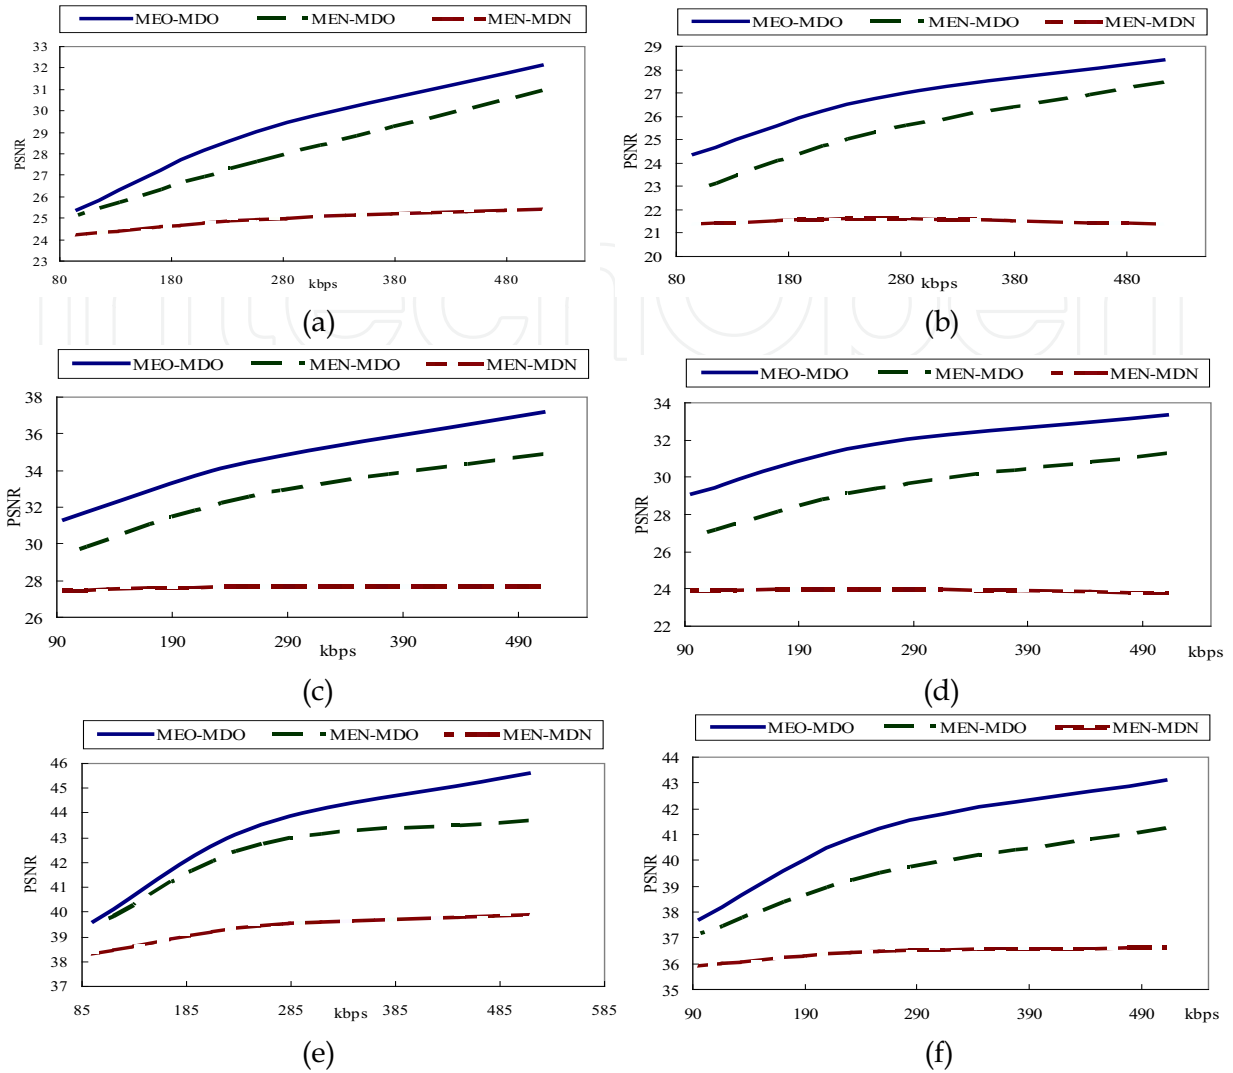 MEO-MDO MEN-MDO MEN-MDN
33
32
31
30
29
28
27
26
25
24
23
PSNR
80 180 280 380 480
kbps
(a)
MEO-MDO MEN-MDO MEN-MDN
29
28
27
26
25
24
23
22
21
20
PSNR
80 180 280 380 480
kbps
(b)
MEO-MDO MEN-MDO MEN-MDN
38
36
34
32
30
28
26
PSNR
90 190 290 390 490
kbps
(c)
MEO-MDO MEN-MDO MEN-MDN
34
32
30
28
26
24
22
PSNR
90 190 290 390 490
kbps
(d)
MEO-MDO MEN-MDO MEN-MDN
46
45
44
43
42
41
40
39
38
37
PSNR
85 185 285 385 485 585
kbps
(e)
MEO-MDO MEN-MDO MEN-MDN
44
43
42
41
40
39
38
37
36
35
PSNR
90 190 290 390 490
kbps
(f)
intechopen